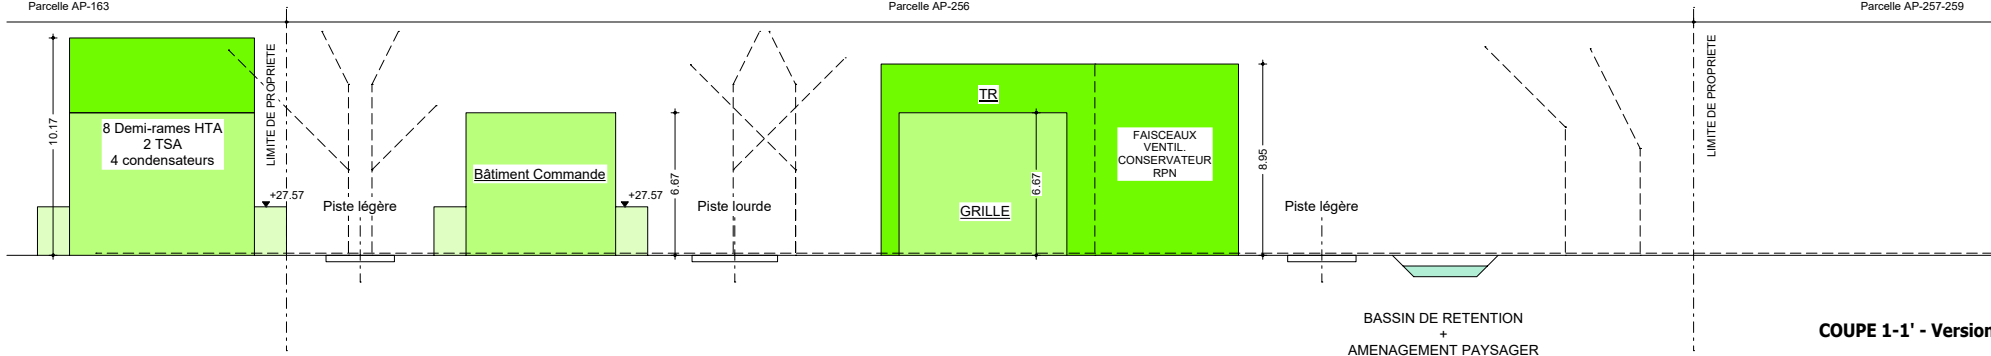 Parcelle AP-163
Parcelle AP-256
Parcelle AP-257-259
10.17
8 Demi-rames HTA
2 TSA
4 condensateurs
LIMITE DE PROPRIETE
+27.57
Piste légère
Bâtiment Commande
+27.57
6.67
Piste lourde
TR
GRILLE
6.67
FAISCEAUX
VENTIL.
CONSERVATEUR
RPN
8.95
Piste légère
LIMITE DE PROPRIETE
BASSIN DE RETENTION
+
AMENAGEMENT PAYSAGER
COUPE 1-1' - Version